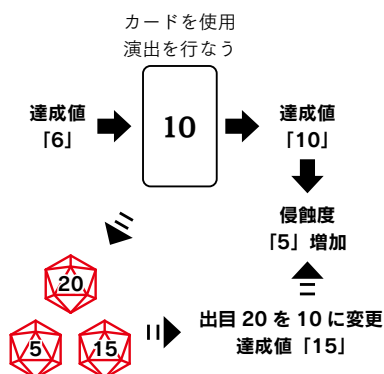 カードを使用
演出を行なう
達成値
「6」
10
達成値
「10」
侵蝕度
「5」増加
20
5
15
出目 20 を 10 に変更
達成値「15」